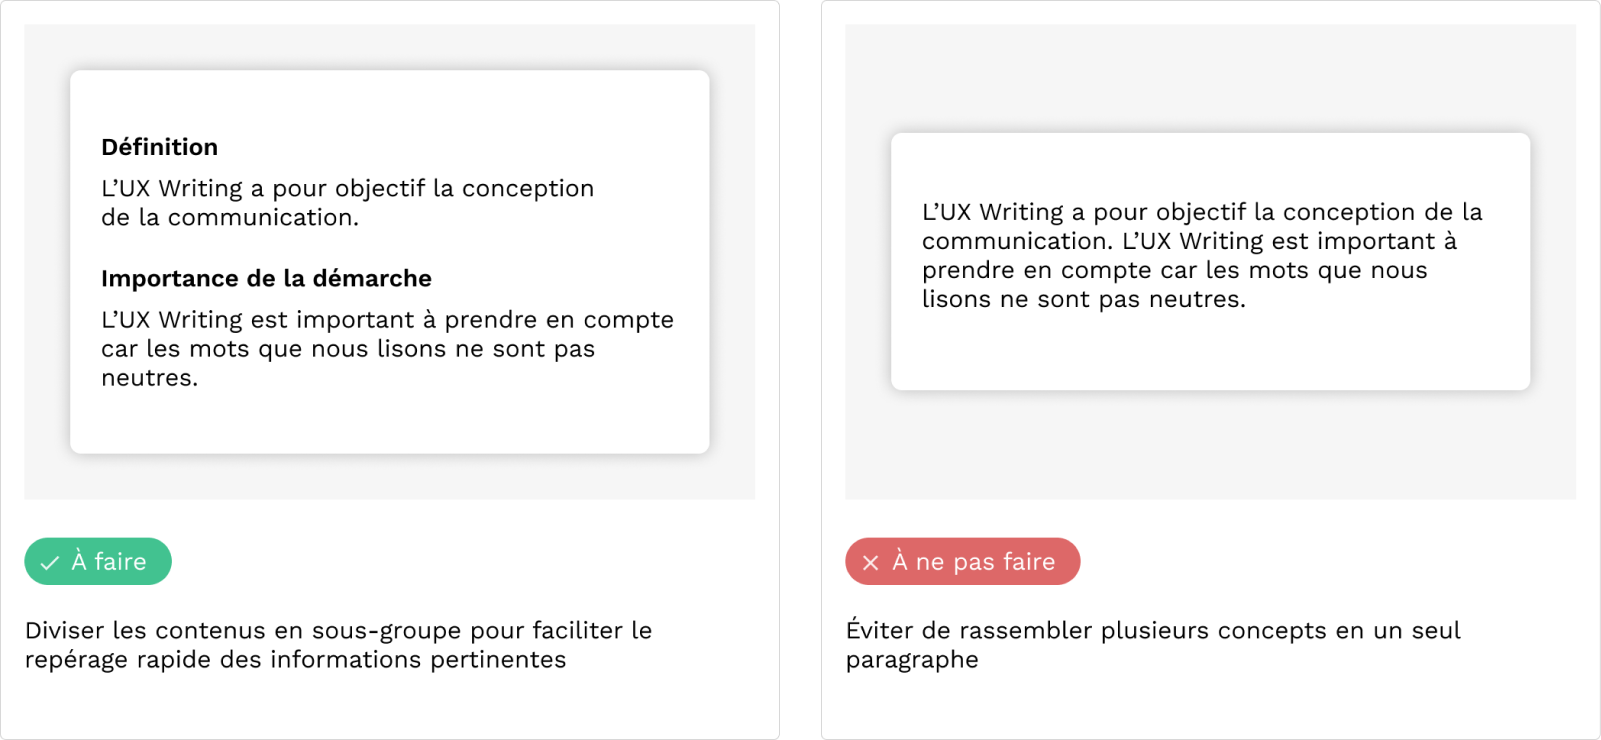 Définition
L’UX Writing a pour objectif la conception
de la communication.
Importance de la démarche
L’UX Writing est important à prendre en compte
car les mots que nous lisons ne sont pas
neutres.
À faire
Diviser les contenus en sous-groupe pour faciliter le
repérage rapide des informations pertinentes
L’UX Writing a pour objectif la conception de la
communication. L’UX Writing est important à
prendre en compte car les mots que nous
lisons ne sont pas neutres.
À ne pas faire
Éviter de rassembler plusieurs concepts en un seul
paragraphe